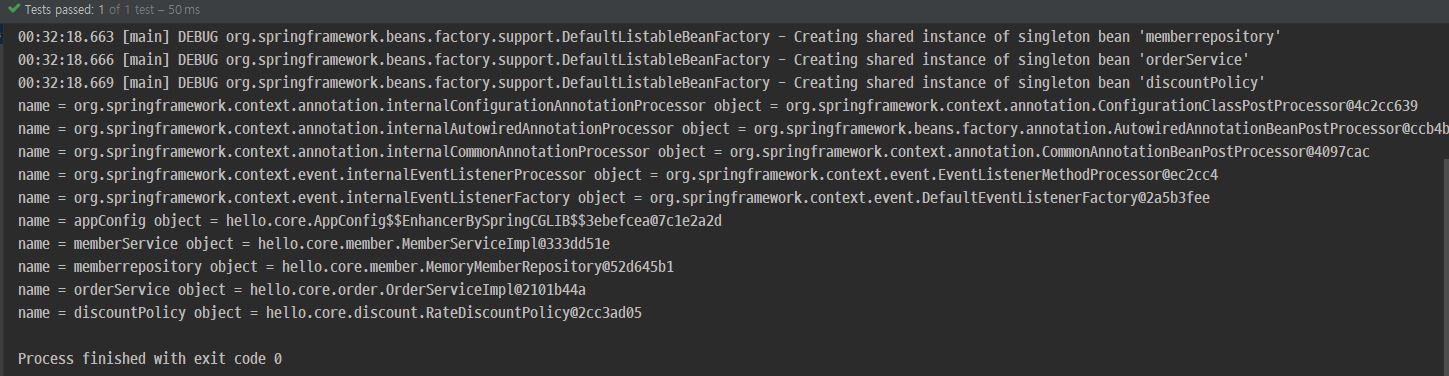 Tests passed: 1 of 1 test – 50 ms
00:32:18.663 [main] DEBUG org.springframework.beans.factory.support.DefaultListableBeanFactory - Creating shared instance of singleton bean 'memberrepository'
00:32:18.666 [main] DEBUG org.springframework.beans.factory.support.DefaultListableBeanFactory - Creating shared instance of singleton bean 'orderService'
00:32:18.669 [main] DEBUG org.springframework.beans.factory.support.DefaultListableBeanFactory - Creating shared instance of singleton bean 'discountPolicy'
name = org.springframework.context.annotation.internalConfigurationAnnotationProcessor object = org.springframework.context.annotation.ConfigurationClassPostProcessor@4c2cc639
name = org.springframework.context.annotation.internalAutowiredAnnotationProcessor object = org.springframework.beans.factory.annotation.AutowiredAnnotationBeanPostProcessor@ccb4b
name = org.springframework.context.annotation.internalCommonAnnotationProcessor object = org.springframework.context.annotation.CommonAnnotationBeanPostProcessor@4097cac
name = org.springframework.context.event.internalEventListenerProcessor object = org.springframework.context.event.EventListenerMethodProcessor@ec2cc4
name = org.springframework.context.event.internalEventListenerFactory object = org.springframework.context.event.DefaultEventListenerFactory@2a5b3fee
name = appConfig object = hello.core.AppConfig$$EnhancerBySpringCGLIB$$3ebefcea@7c1e2a2d
name = memberService object = hello.core.member.MemberServiceImpl@333dd51e
name = memberrepository object = hello.core.member.MemoryMemberRepository@52d645b1
name = orderService object = hello.core.order.OrderServiceImpl@2101b44a
name = discountPolicy object = hello.core.discount.RateDiscountPolicy@2cc3ad05
Process finished with exit code 0